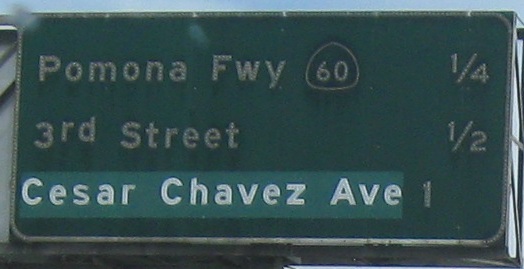 Pomona Fwy 60 1/4
3rd Street 1/2
Cesar Chavez Ave 1